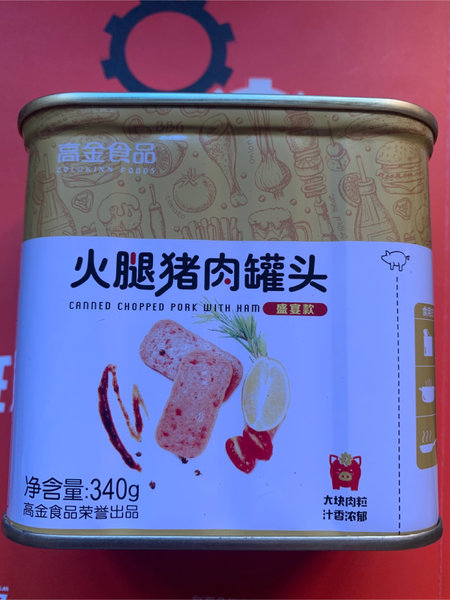 高金食品
GOLDKINN FOODS
火腿猪肉罐头
CANNED CHOPPED PORK WITH HAM 盛宴款
净含量:340g
高金食品荣誉出品
大块肉粒
汁香浓郁